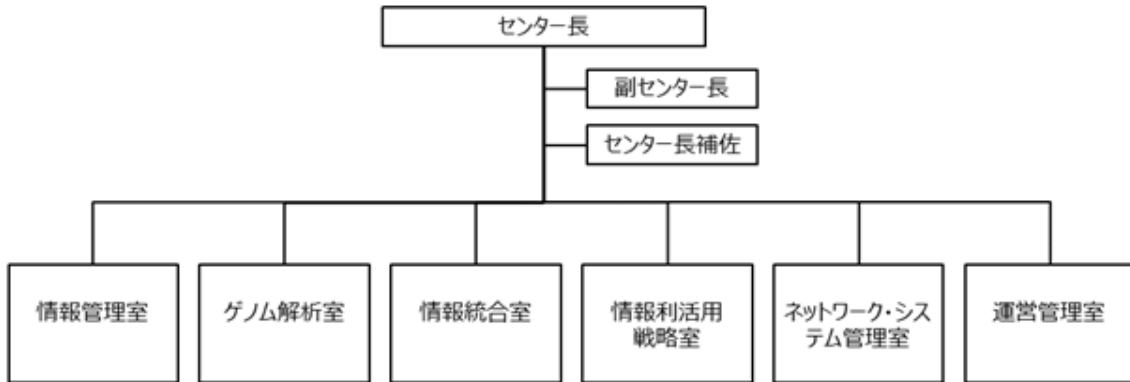 センター長
副センター長
センター長補佐
情報管理室
ゲノム解析室
情報統合室
情報利活用
戦略室
ネットワーク・シス
テム管理室
運営管理室